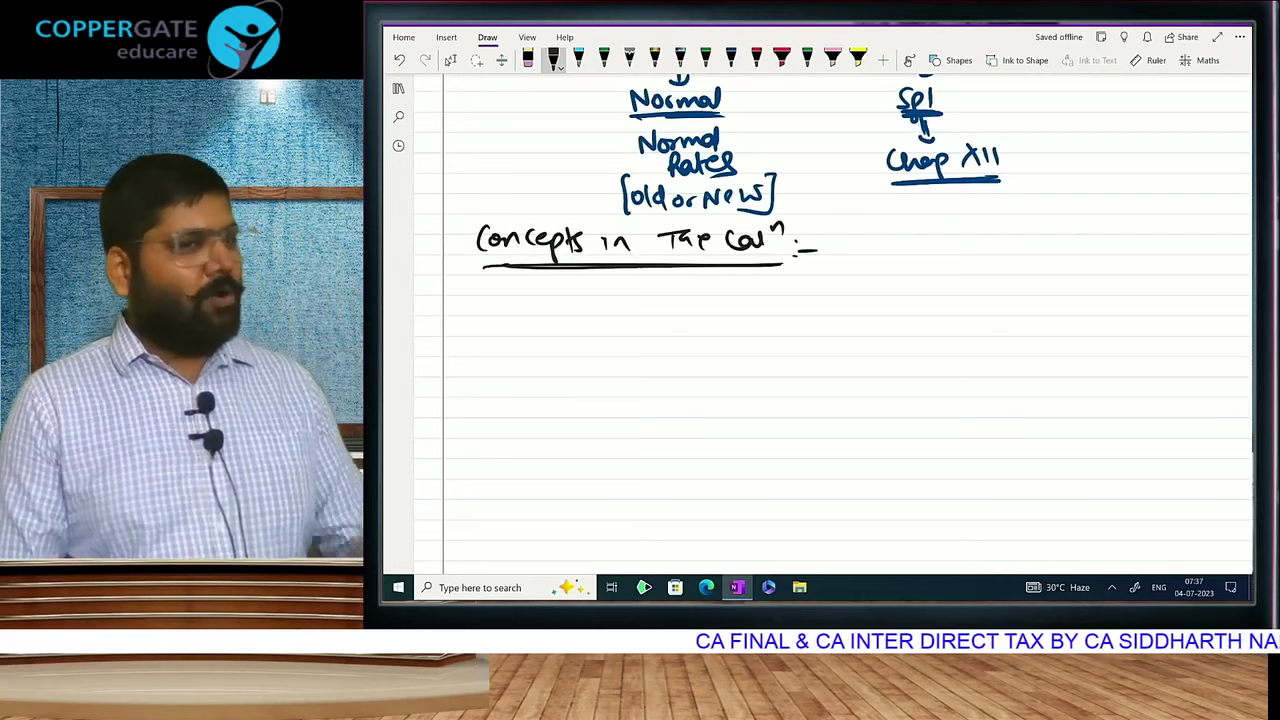 COPPERGATE
educare
Home Insert Draw View Help
Saved offline
Share
Shapes
Ink to Shape
Ink to Text
Ruler
Maths
Normal
Normal
Rates
[Old or New]
Spl
Chap XII
Concepts in
Type here to search
30°C Haze
ENG
07:37
04-07-2023
CA FINAL & CA INTER DIRECT TAX BY CA SIDDHARTH NA